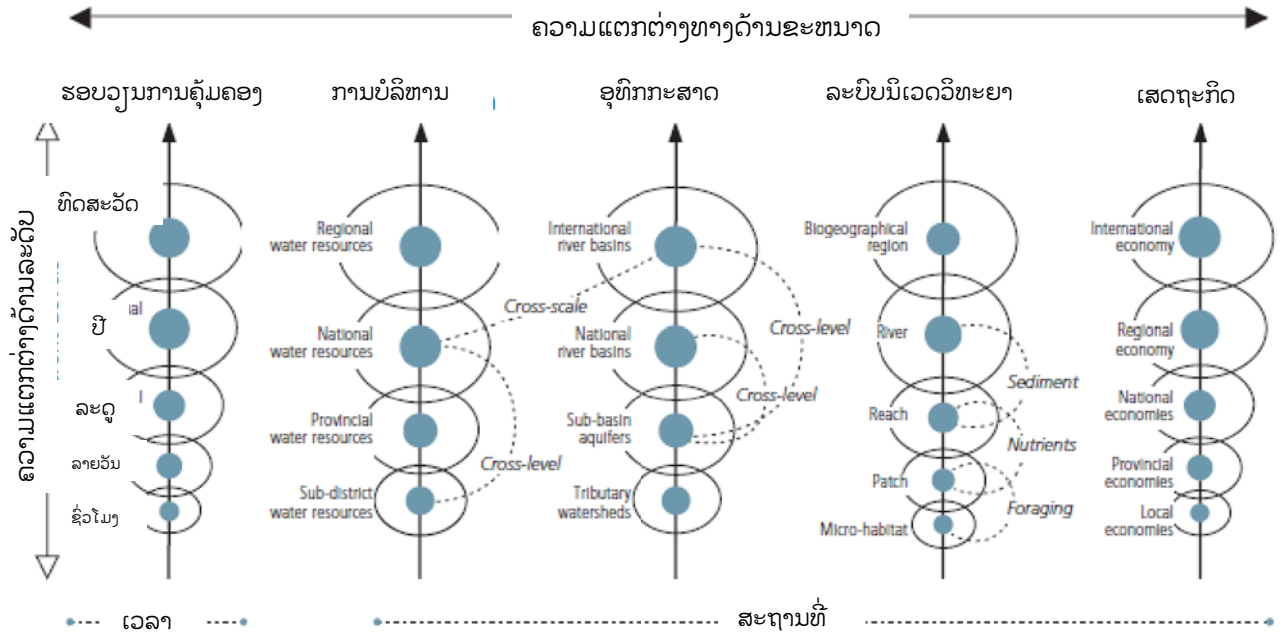 ຄວາມແຕກຕ່າງທາງດ້ານຂະຫນາດ
ຮອບວຽນການຄຸ້ມຄອງ
ການບໍລິຫານ
ອຸທົກກະສາດ
ລະບົບນິເວດວິທະຍາ
ເສດຖະກິດ
ຄວາມແຕກຕ່າງດ້ານລະດັບ
ທົດສະວັດ
ປີ
ລະດູ
ລາຍວັນ
ຊົ່ວໂມງ
Regional
water resources
National
water resources
Provincial
water resources
Sub-district
water resources
Cross-scale
Cross-level
International
river basins
National
river basins
Sub-basin
aquifers
Tributary
watersheds
Cross-level
Cross-level
Biogeographical
region
River
Reach
Patch
Micro-habitat
Sediment
Nutrients
Foraging
International
economy
Regional
economy
National
economies
Provincial
economies
Local
economies
ເວລາ
ສະຖານທີ່